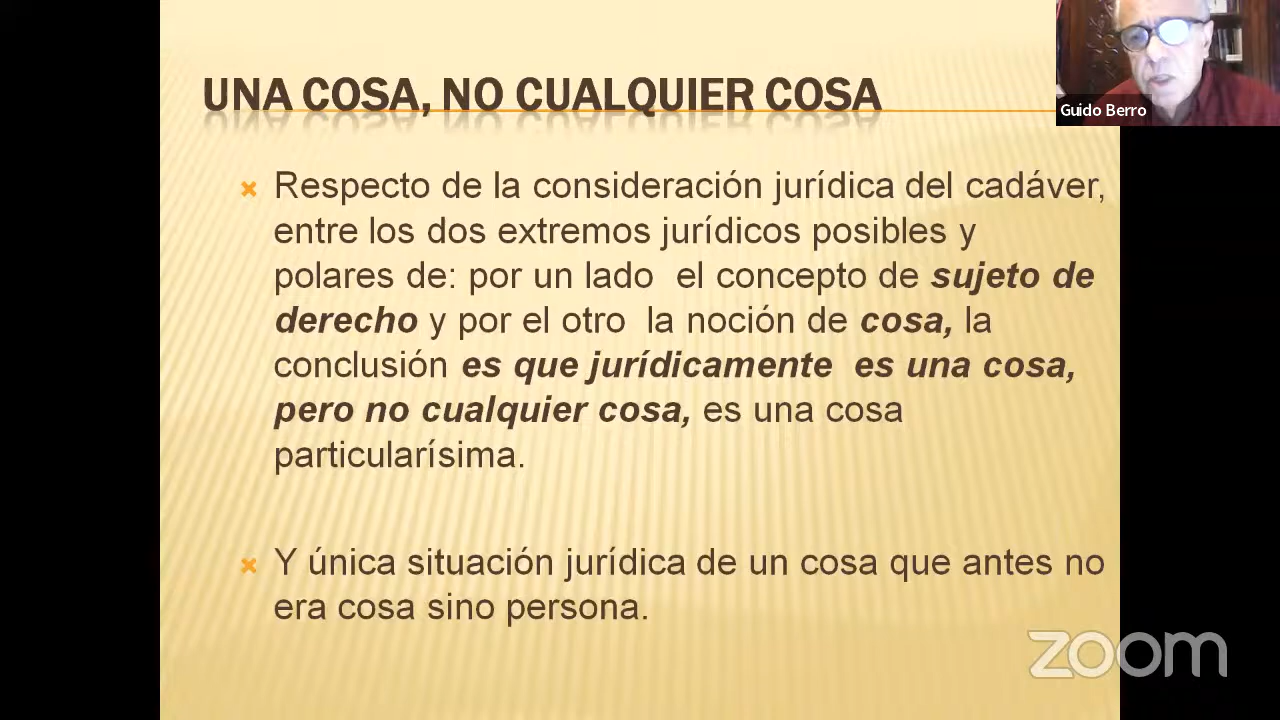 UNA COSA, NO CUALQUIER COSA
Guido Berro
Respecto de la consideración jurídica del cadáver,
entre los dos extremos jurídicos posibles y
polares de: por un lado el concepto de sujeto de
derecho y por el otro la noción de cosa, la
conclusión es que jurídicamente es una cosa,
pero no cualquier cosa, es una cosa
particularísima.
Y única situación jurídica de un cosa que antes no
era cosa sino persona.
zoom